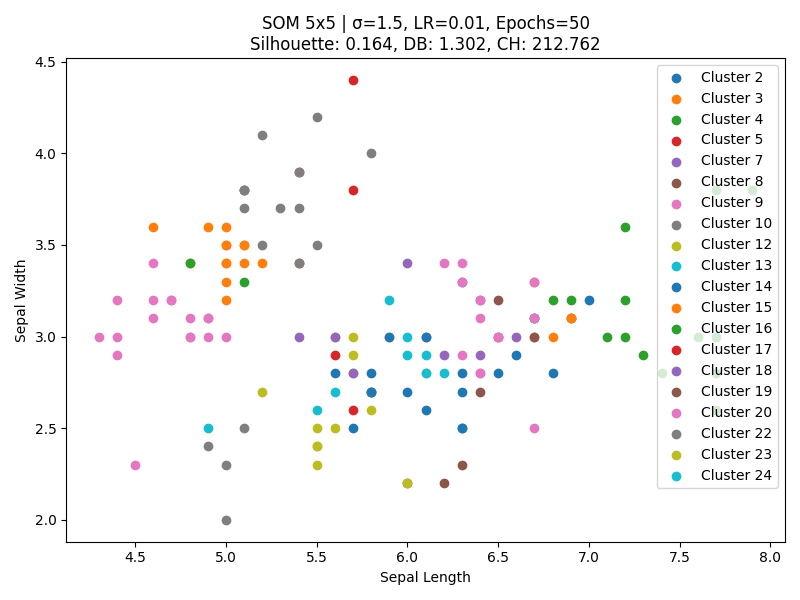 SOM 5x5 | σ=1.5, LR=0.01, Epochs=50
Silhouette: 0.164, DB: 1.302, CH: 212.762
4.5
4.0
3.5
3.0
2.5
2.0
Sepal Width
Cluster 2
Cluster 3
Cluster 4
Cluster 5
Cluster 7
Cluster 8
Cluster 9
Cluster 10
Cluster 12
Cluster 13
Cluster 14
Cluster 15
Cluster 16
Cluster 17
Cluster 18
Cluster 19
Cluster 20
Cluster 22
Cluster 23
Cluster 24
4.5 5.0 5.5 6.0 6.5 7.0 7.5 8.0
Sepal Length